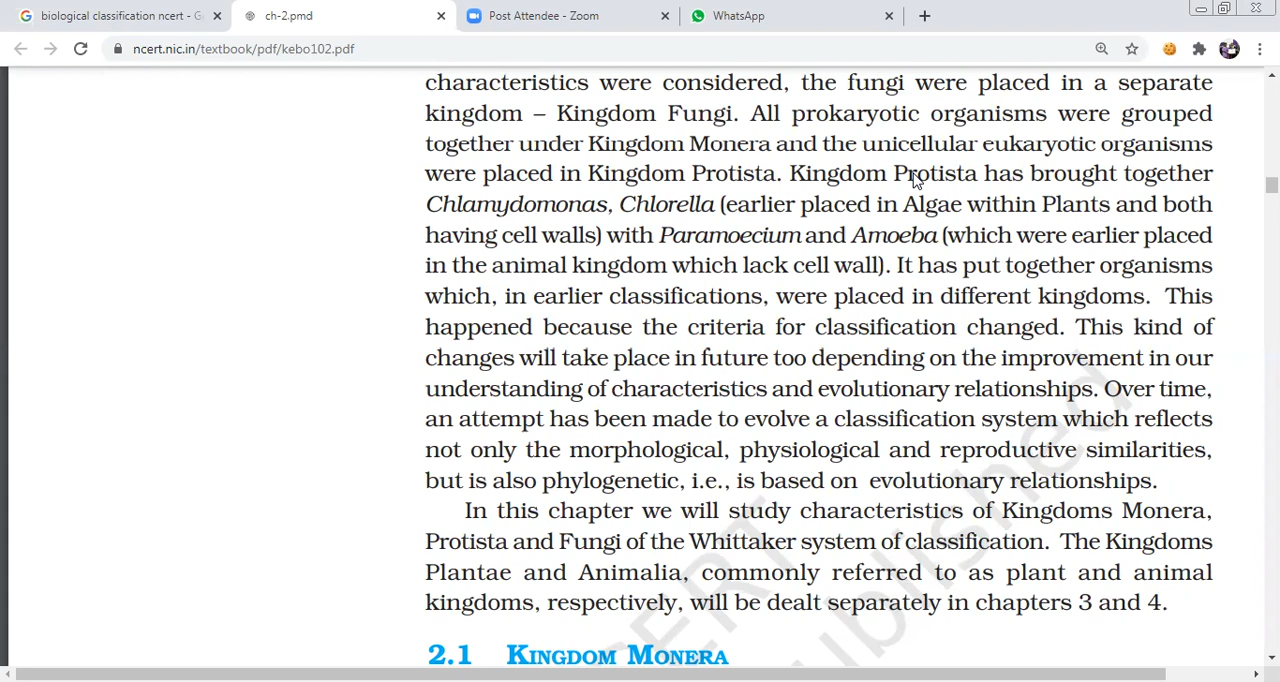 biological classification ncert - G
ch-2.pmd
Post Attendee - Zoom
WhatsApp
ncert.nic.in/textbook/pdf/kebo102.pdf
characteristics were considered, the fungi were placed in a separate
kingdom – Kingdom Fungi. All prokaryotic organisms were grouped
together under Kingdom Monera and the unicellular eukaryotic organisms
were placed in Kingdom Protista. Kingdom Protista has brought together
Chlamydomonas, Chlorella (earlier placed in Algae within Plants and both
having cell walls) with Paramoecium and Amoeba (which were earlier placed
in the animal kingdom which lack cell wall). It has put together organisms
which, in earlier classifications, were placed in different kingdoms. This
happened because the criteria for classification changed. This kind of
changes will take place in future too depending on the improvement in our
understanding of characteristics and evolutionary relationships. Over time,
an attempt has been made to evolve a classification system which reflects
not only the morphological, physiological and reproductive similarities,
but is also phylogenetic, i.e., is based on evolutionary relationships.
In this chapter we will study characteristics of Kingdoms Monera,
Protista and Fungi of the Whittaker system of classification. The Kingdoms
Plantae and Animalia, commonly referred to as plant and animal
kingdoms, respectively, will be dealt separately in chapters 3 and 4.
2.1 KINGDOM MONERA